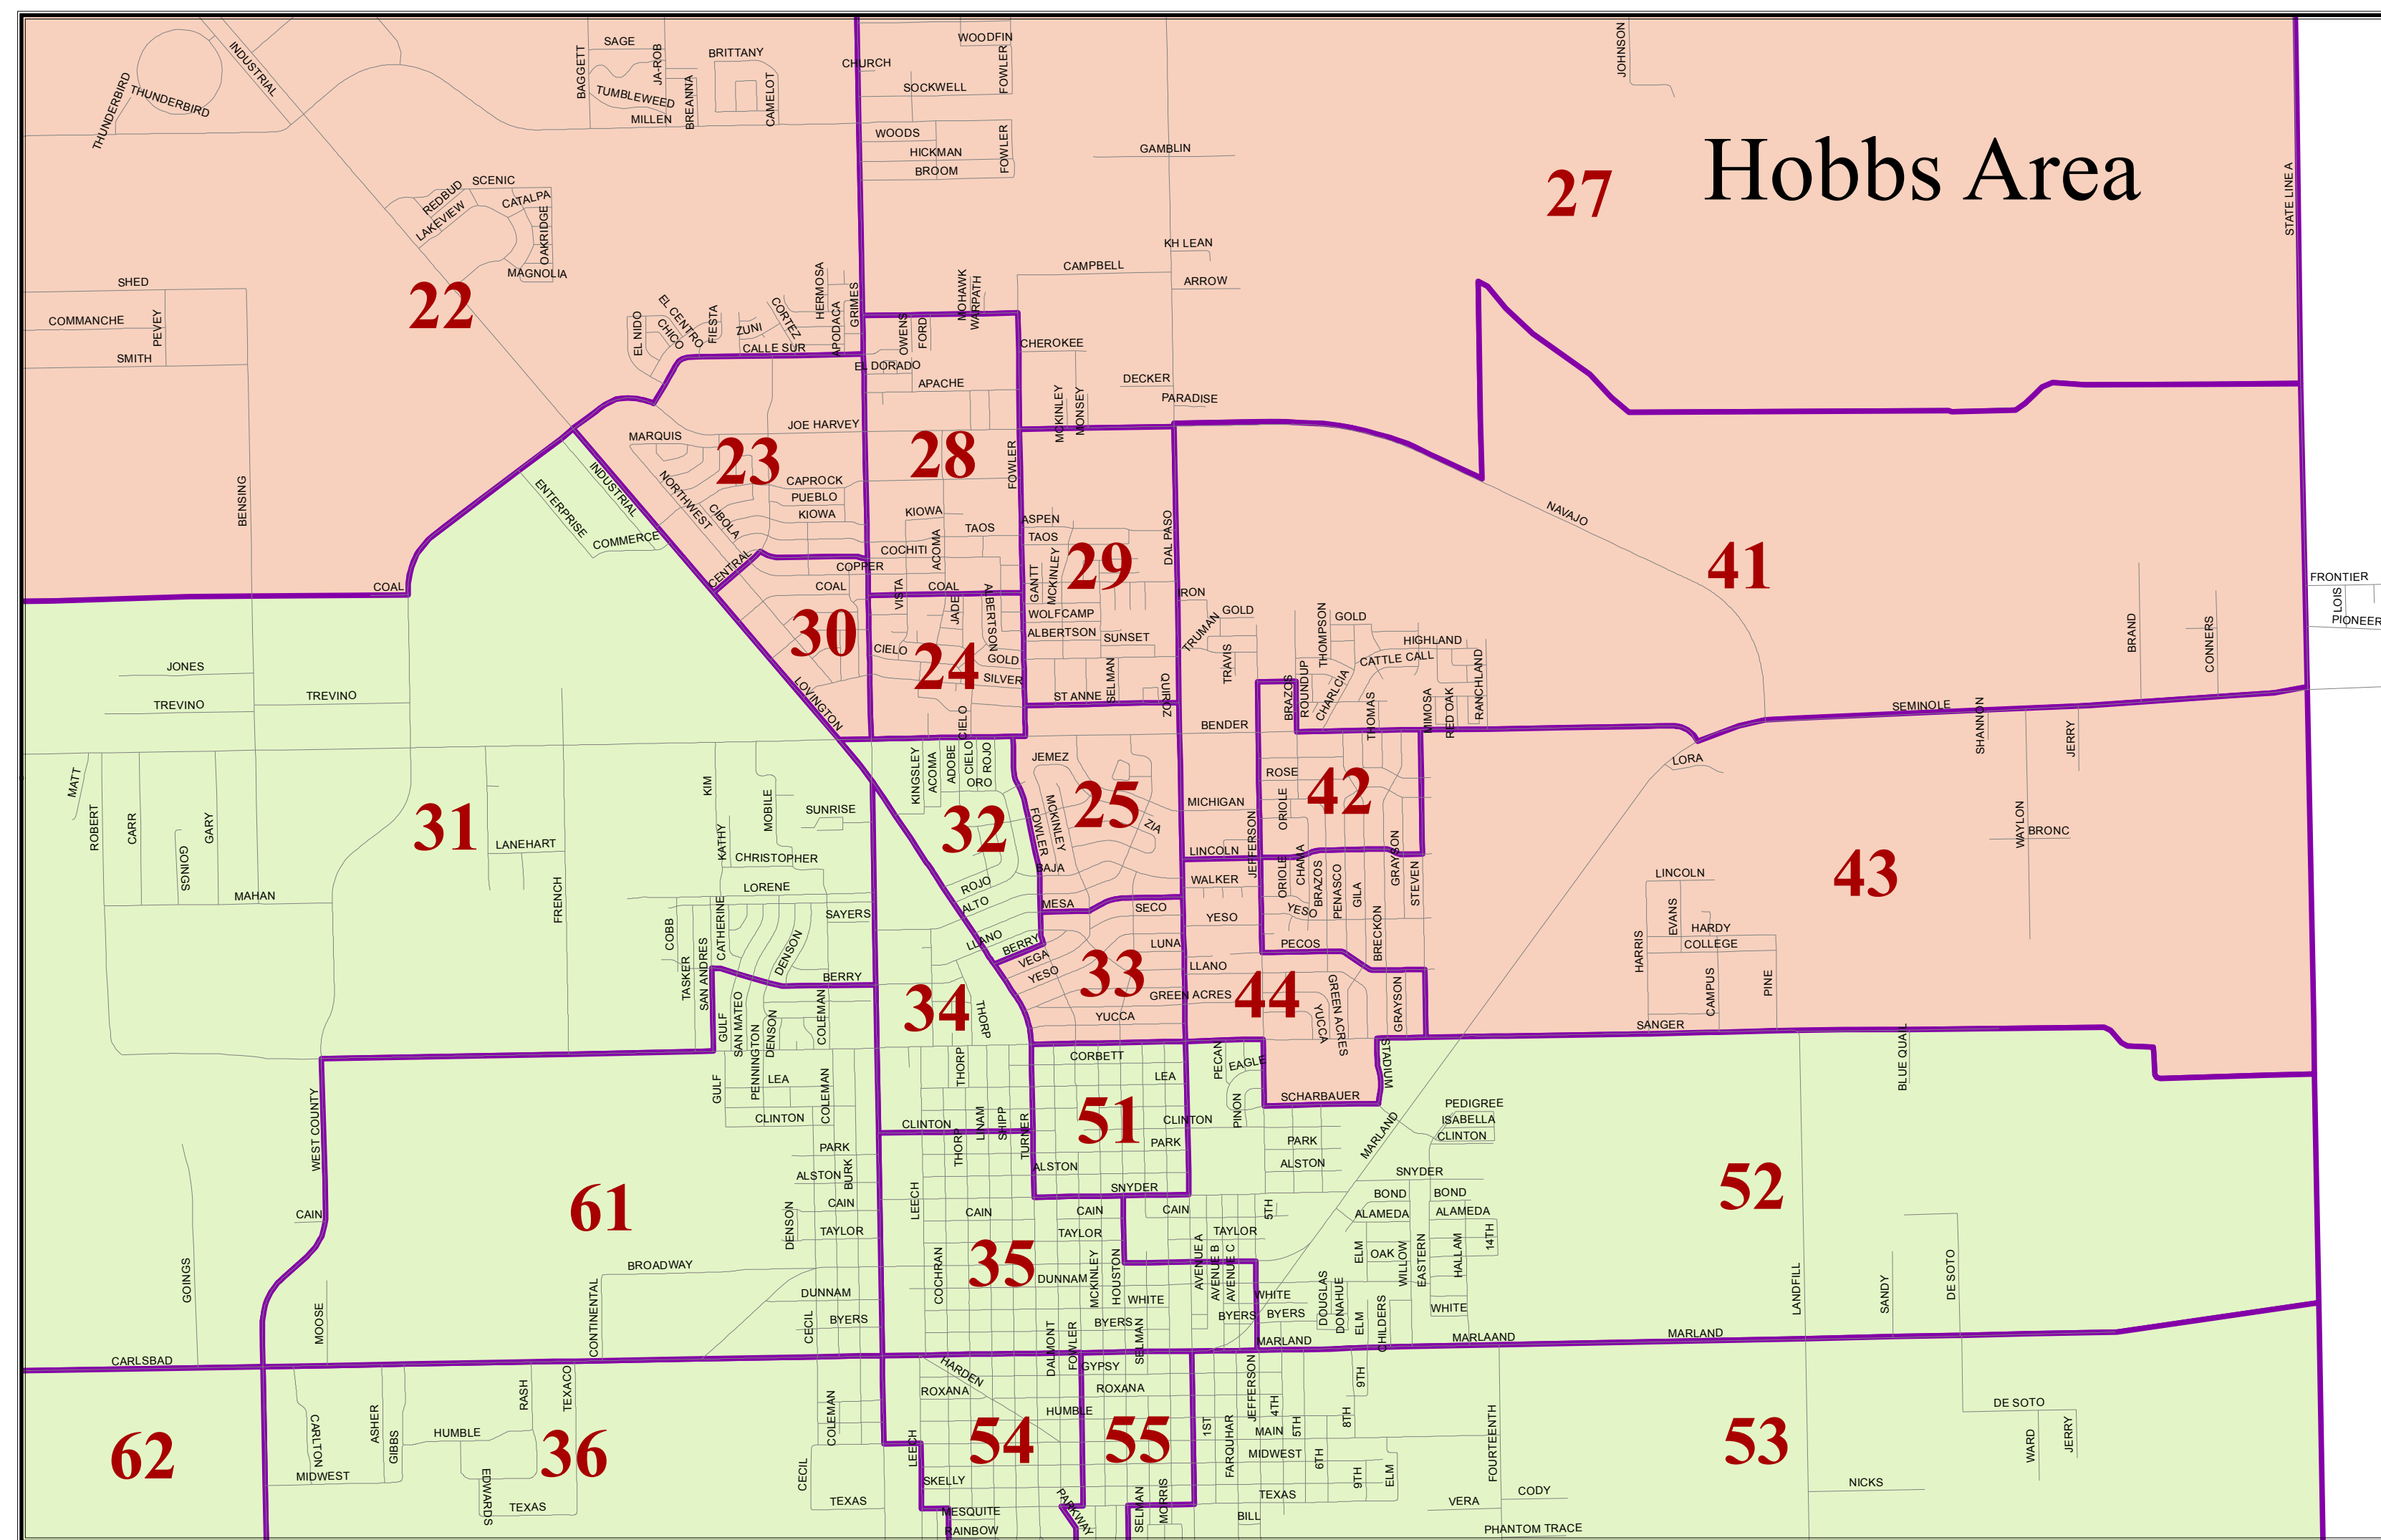 WOODFIN
JOHNSON
INDUSTRIAL
SAGE
BRITTANY
BAGGETT
JA-ROB
CHURCH
FOWLER
SOCKWELL
THUNDERBIRD
THUNDERBIRD
TUMBLEWEED
BREANNA
CAMELOT
MILLEN
WOODS
HICKMAN
BROOM
FOWLER
GAMBLIN
Hobbs Area
27
STATE LINE A
SCENIC
REDBUD
CATALPA
LAKEVIEW
OAKRIDGE
MAGNOLIA
KH LEAN
CAMPBELL
ARROW
SHED
COMMANCHE
PEVEY
SMITH
22
EL NIDO
EL CENTRO
CHICO
FIESTA
ZUNI
CORTEZ
HERMOSA
APODACA
GRIMES
CALLE SUR
MOHAWK
WARPATH
OWENS
FORD
EL DORADO
APACHE
CHEROKEE
DECKER
PARADISE
MCKINLEY
MONSEY
JOE HARVEY
MARQUIS
23
28
FOWLER
BENSING
ENTERPRISE
INDUSTRIAL
COMMERCE
NORTHWEST
CIBOLA
CAPROCK
PUEBLO
KIOWA
KIOWA
TAOS
ASPEN
TAOS
29
DAL PASO
NAVAJO
41
COCHITI
ACOMA
COPPER
CENTRAL
COAL
COAL
COAL
VISTA
JADE
ALBERTSON
GANTT
MCKINLEY
WOLFCAMP
ALBERTSON
SUNSET
IRON
GOLD
TRUMAN
TRAVIS
THOMPSON
GOLD
HIGHLAND
CATTLE CALL
ROUNDUP
BRAZOS
CHARLCIA
THOMAS
MIMOSA
RED OAK
RANCHLAND
BRAND
CONNERS
FRONTIER
LOIS
PIONEER
30
24
CIELO
GOLD
SILVER
CIELO
SELMAN
ST ANNE
QUIROZ
LOVINGTON
JONES
TREVINO
TREVINO
BENDER
SEMINOLE
SHANNON
JERRY
LORA
MATT
ROBERT
CARR
GOINGS
GARY
MAHAN
31
LANEHART
FRENCH
KIM
MOBILE
SUNRISE
KATHY
CHRISTOPHER
LORENE
SAYERS
KINGSLEY
ACOMA
ADOBE
CIELO
ROJO
ORO
32
JEMEZ
FOWLER
MCKINLEY
25
ZIA
BAJA
MICHIGAN
LINCOLN
JEFFERSON
ROSE
ORIOLE
42
WALKER
ORIOLE
CHAMA
BRAZOS
PENASCO
GILA
GRAYSON
STEVEN
YESO
YESO
BRECKON
PECOS
WAYLON
BRONC
43
LINCOLN
EVANS
HARDY
COLLEGE
HARRIS
CAMPUS
PINE
SANGER
BLUE QUAIL
COBB
TASKER
SAN ANDRES
CATHERINE
DENSON
BERRY
ROJO
ALTO
LLANO
BERRY
VEGA
YESO
MESA
SECO
LUNA
33
GREEN ACRES
YUCCA
LLANO
44
YUCCA
GREEN ACRES
GRAYSON
GULF
SAN MATEO
PENNINGTON
DENSON
COLEMAN
34
THORP
THORP
CORBETT
LEA
PECAN
EAGLE
PINON
STADIUM
SCHARBAUER
GULF
LEA
COLEMAN
CLINTON
CLINTON
LINAM
SHIPP
THORP
TURNER
51
CLINTON
PARK
ALSTON
SNYDER
PARK
ALSTON
MARLAND
PEDIGREE
ISABELLA
CLINTON
SNYDER
52
WEST COUNTY
CAIN
GOINGS
MOOSE
61
PARK
ALSTON
BURK
CAIN
DENSON
TAYLOR
BROADWAY
CONTINENTAL
DUNNAM
CECIL
BYERS
LEECH
CAIN
CAIN
CAIN
TAYLOR
TAYLOR
35
COCHRAN
DUNNAM
MCKINLEY
HOUSTON
WHITE
BYERS
AVENUE A
AVENUE B
AVENUE C
5TH
BYERS
WHITE
BYERS
DOUGLAS
DONAHUE
ELM
ELM
OAK
BOND
BOND
ALAMEDA
ALAMEDA
WILLOW
EASTERN
HALLAM
14TH
WHITE
CHILDERS
LANDFILL
SANDY
DE SOTO
MARLAND
MARLAAND
MARLAND
CARLSBAD
62
CARLTON
ASHER
GIBBS
MIDWEST
HUMBLE
RASH
TEXACO
36
EDWARDS
TEXAS
COLEMAN
CECIL
TEXAS
HARDEN
ROXANA
LEECH
54
DALMONT
FOWLER
GYPSY
SELMAN
ROXANA
HUMBLE
55
SKELLY
MESQUITE
RAINBOW
PARKWAY
SELMAN
MORRIS
1ST
FARQUHAR
JEFFERSON
4TH
5TH
MAIN
MIDWEST
6TH
8TH
9TH
9TH
ELM
TEXAS
BILL
FOURTEENTH
VERA
CODY
PHANTOM TRACE
53
DE SOTO
WARD
JERRY
NICKS